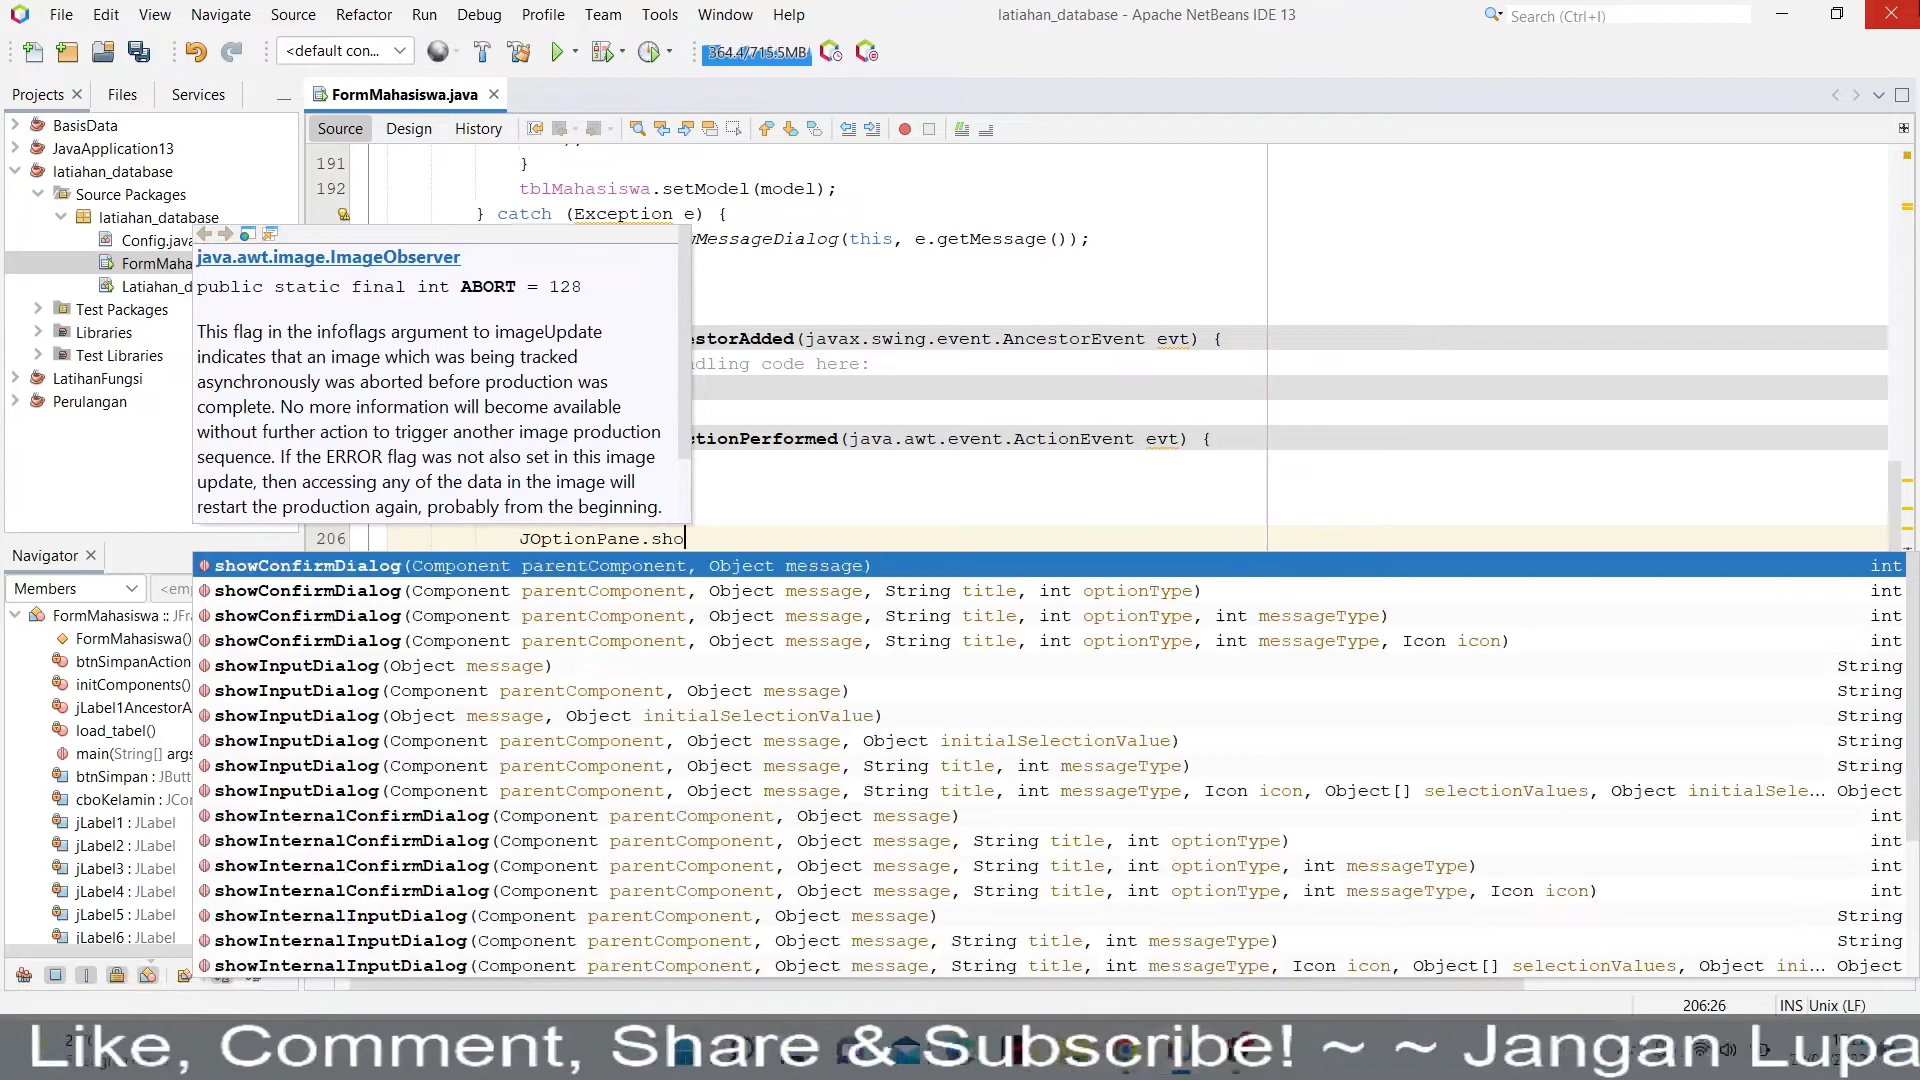 File Edit View Navigate Source Refactor Run Debug Profile Team Tools Window Help
latiahan_database - Apache NetBeans IDE 13
Search (Ctrl+I)
<default con...
364.4/715.5MB
Projects Files Services
FormMahasiswa.java
Source Design History
BasisData
JavaApplication13
latiahan_database
Source Packages
latiahan_database
Config.java
FormMaha
Latiahan_d
Test Packages
Libraries
Test Libraries
LatihanFungsi
Perulangan
191 }
192 tblMahasiswa.setModel(model);
} catch (Exception e) {
wMessageDialog(this, e.getMessage());
estorAdded(javax.swing.event.AncestorEvent evt) {
dling code here:
ctionPerformed(java.awt.event.ActionEvent evt) {
206 JOptionPane.sho
java.awt.image.ImageObserver
public static final int ABORT = 128
This flag in the infoflags argument to imageUpdate
indicates that an image which was being tracked
asynchronously was aborted before production was
complete. No more information will become available
without further action to trigger another image production
sequence. If the ERROR flag was not also set in this image
update, then accessing any of the data in the image will
restart the production again, probably from the beginning.
Navigator
Members <em
FormMahasiswa :: JFr
FormMahasiswa()
btnSimpanAction
initComponents()
jLabel1AncestorA
load_tabel()
main(String[] args
btnSimpan : JButt
cboKelamin : JCo
jLabel1 : JLabel
jLabel2 : JLabel
jLabel3 : JLabel
jLabel4 : JLabel
jLabel5 : JLabel
jLabel6 : JLabel
showConfirmDialog(Component parentComponent, Object message) int
showConfirmDialog(Component parentComponent, Object message, String title, int optionType) int
showConfirmDialog(Component parentComponent, Object message, String title, int optionType, int messageType) int
showConfirmDialog(Component parentComponent, Object message, String title, int optionType, int messageType, Icon icon) int
showInputDialog(Object message) String
showInputDialog(Component parentComponent, Object message) String
showInputDialog(Object message, Object initialSelectionValue) String
showInputDialog(Component parentComponent, Object message, Object initialSelectionValue) String
showInputDialog(Component parentComponent, Object message, String title, int messageType) String
showInputDialog(Component parentComponent, Object message, String title, int messageType, Icon icon, Object[] selectionValues, Object initialSele... Object
showInternalConfirmDialog(Component parentComponent, Object message) int
showInternalConfirmDialog(Component parentComponent, Object message, String title, int optionType) int
showInternalConfirmDialog(Component parentComponent, Object message, String title, int optionType, int messageType) int
showInternalConfirmDialog(Component parentComponent, Object message, String title, int optionType, int messageType, Icon icon) int
showInternalInputDialog(Component parentComponent, Object message) String
showInternalInputDialog(Component parentComponent, Object message, String title, int messageType) String
showInternalInputDialog(Component parentComponent, Object message, String title, int messageType, Icon icon, Object[] selectionValues, Object ini... Object
206:26 INS Unix (LF)
Like, Comment, Share & Subscribe! ~ ~ Jangan Lupa